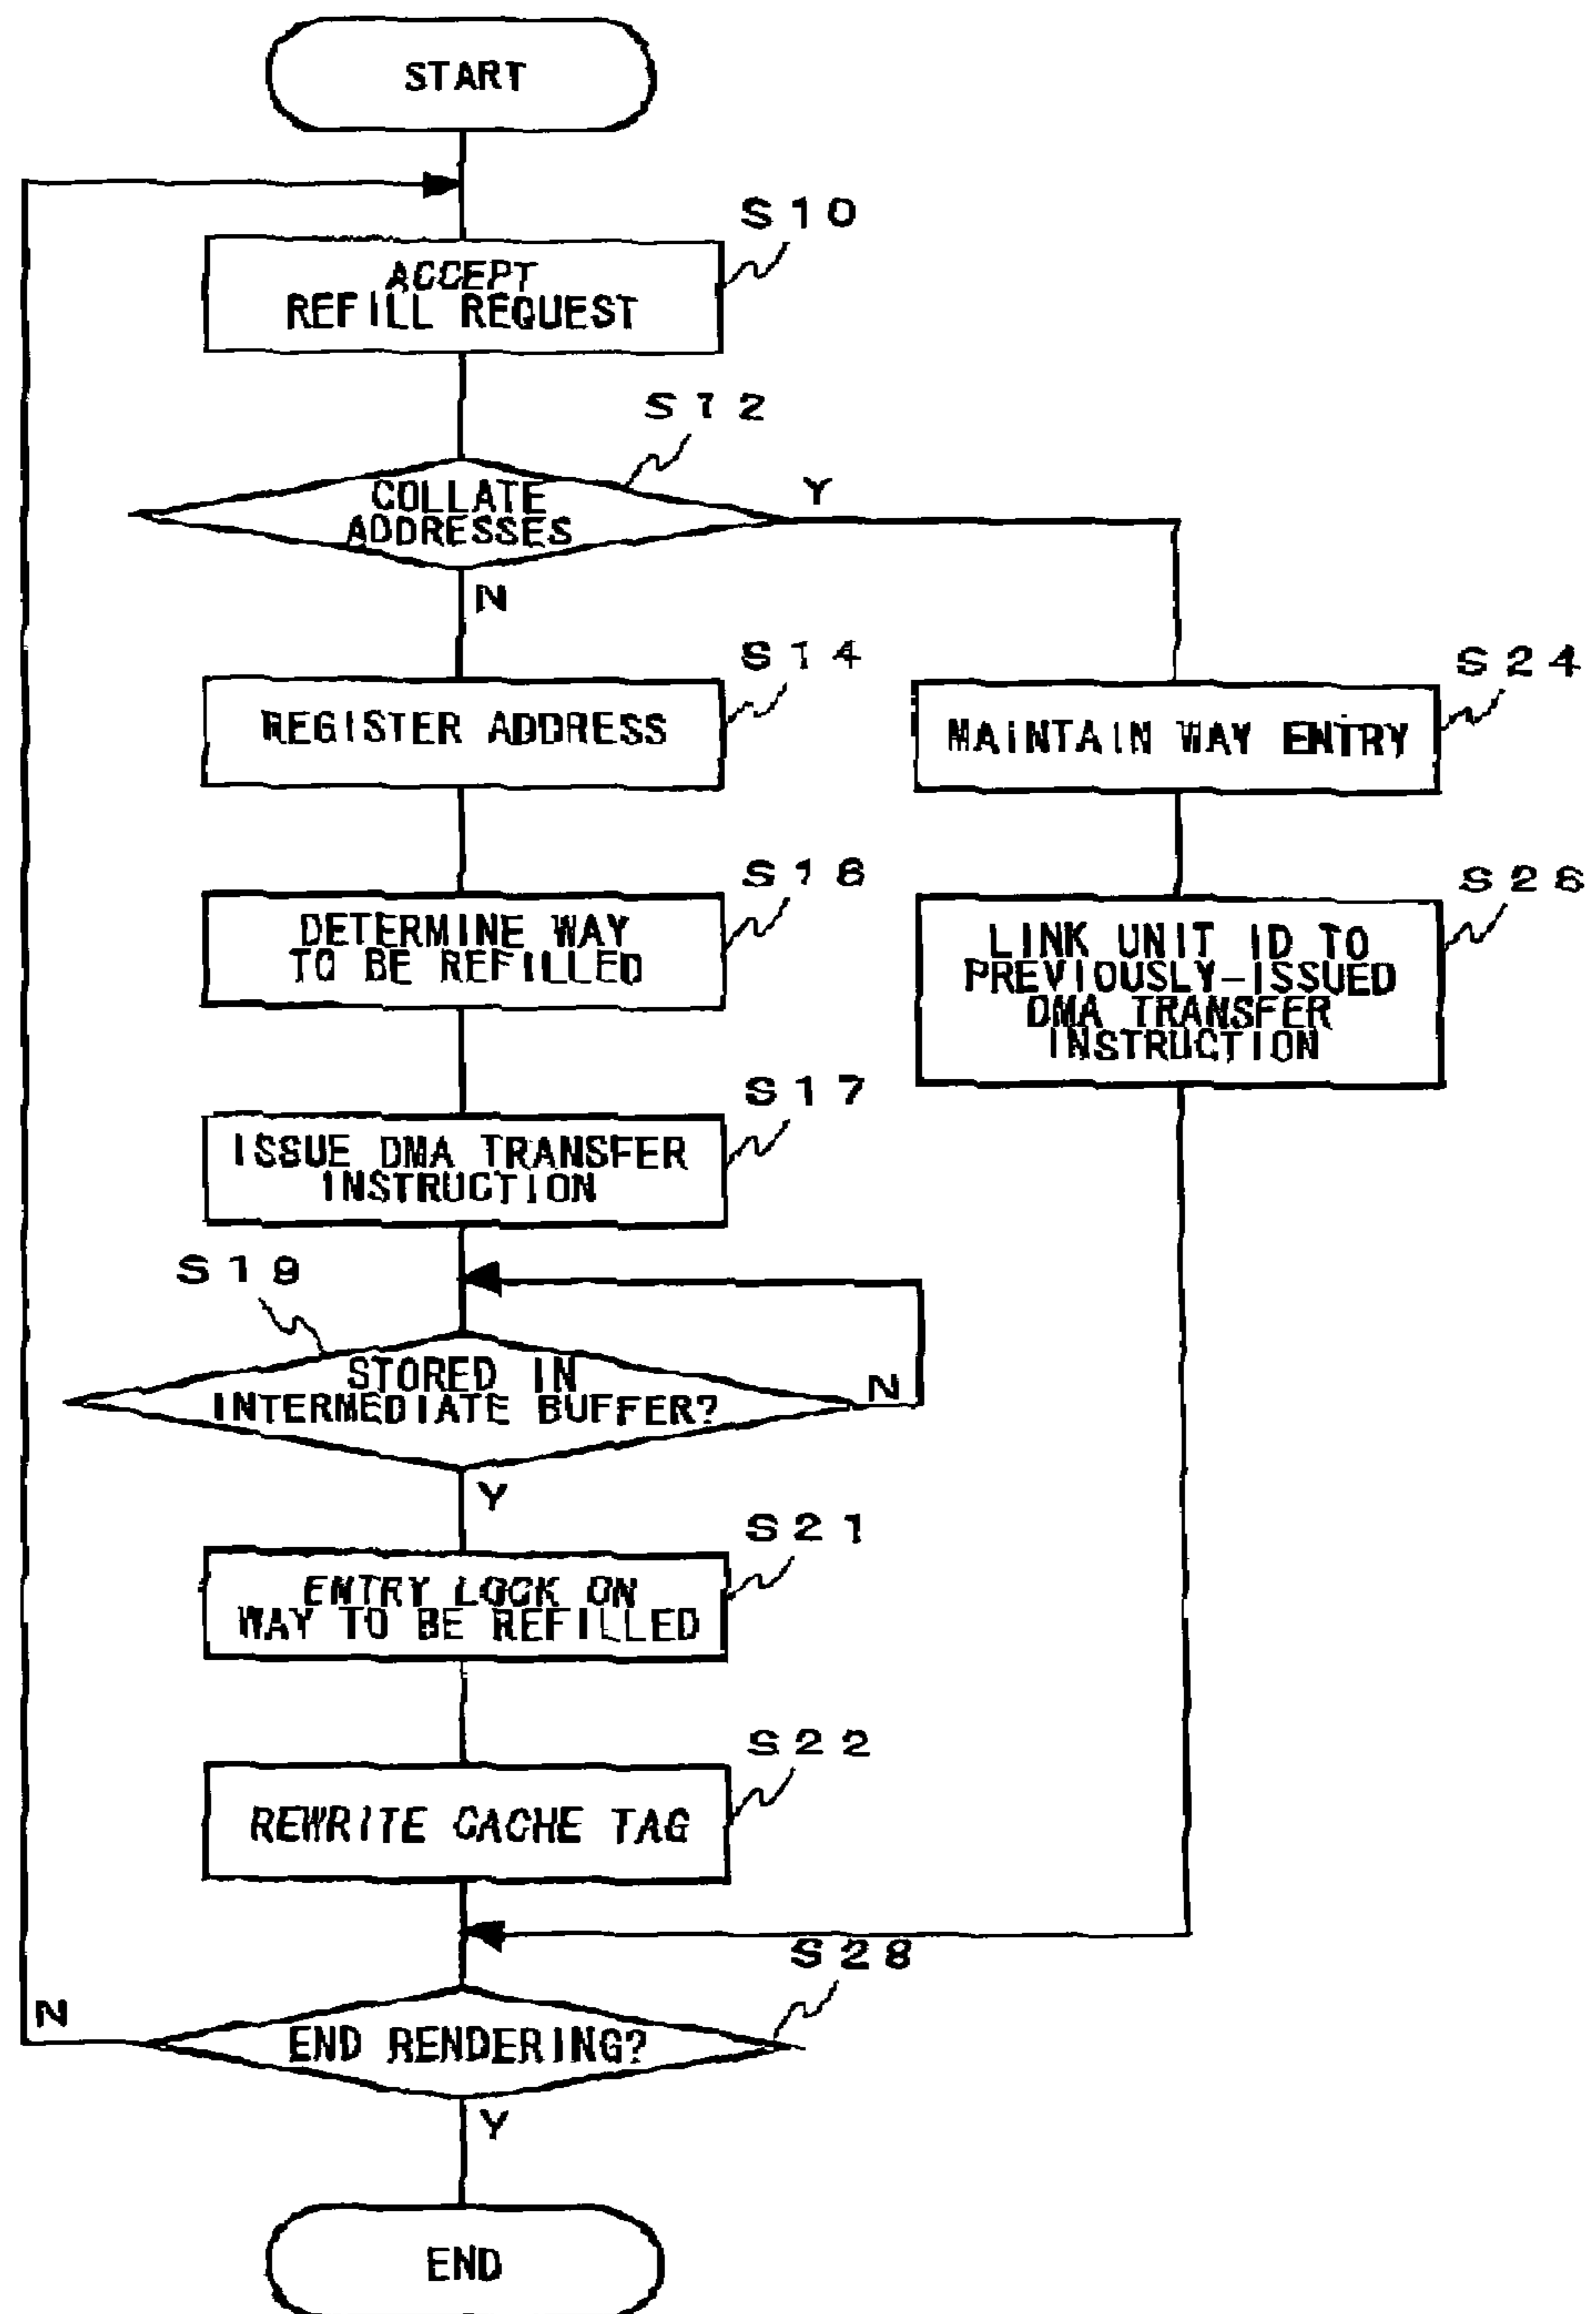 START
S10
ACCEPT
REFILL REQUEST
S12
COLLATE
ADDRESSES
Y
N
S14
REGISTER ADDRESS
S24
MAINTAIN WAY ENTRY
S16
DETERMINE WAY
TO BE REFILLED
S26
LINK UNIT ID TO
PREVIOUSLY-ISSUED
DMA TRANSFER
INSTRUCTION
S17
ISSUE DMA TRANSFER
INSTRUCTION
S19
STORED IN
INTERMEDIATE BUFFER?
N
Y
S21
ENTRY LOCK ON
WAY TO BE REFILLED
S22
REWRITE CACHE TAG
S28
N
END RENDERING?
Y
END